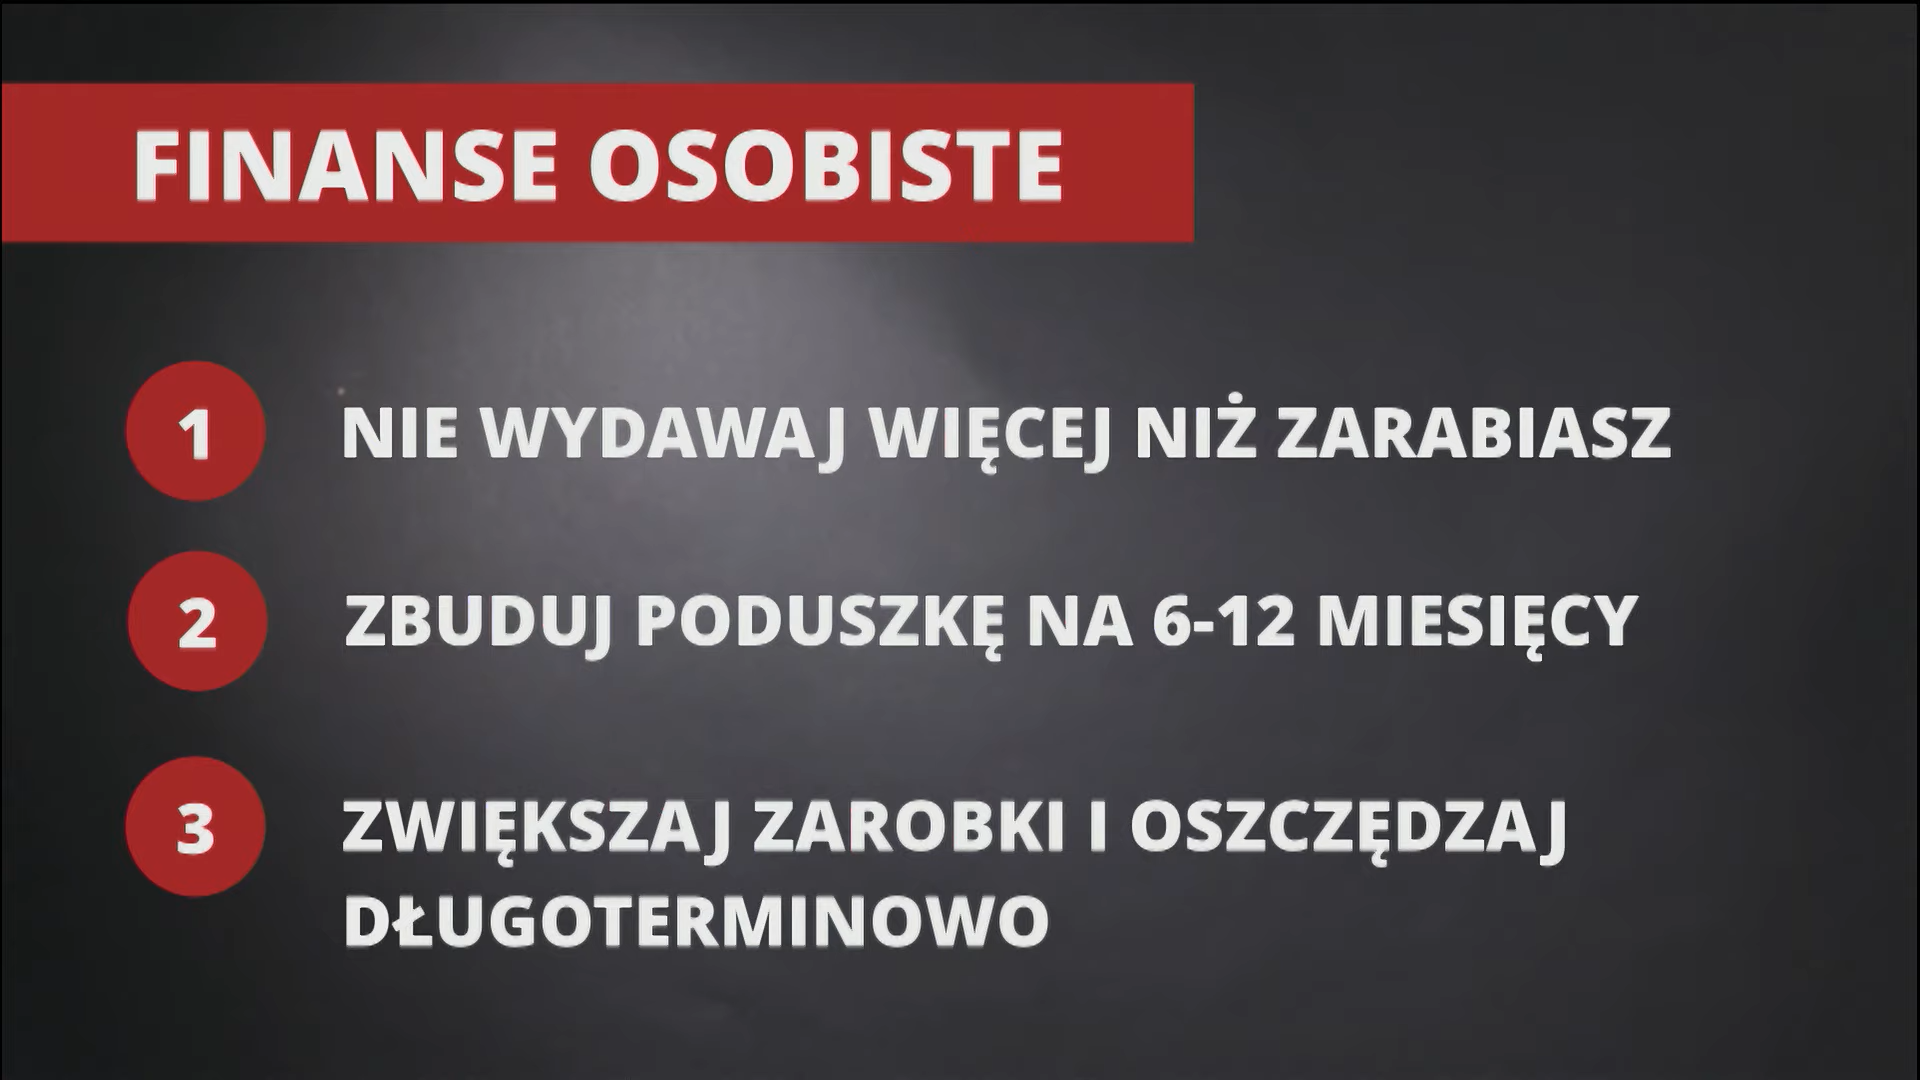 FINANSE OSOBISTE
1 NIE WYDAWAJ WIĘCEJ NIŻ ZARABIASZ
2 ZBUDUJ PODUSZKĘ NA 6-12 MIESIĘCY
3 ZWIĘKSZAJ ZAROBKI I OSZCZĘDZAJ
DŁUGOTERMINOWO